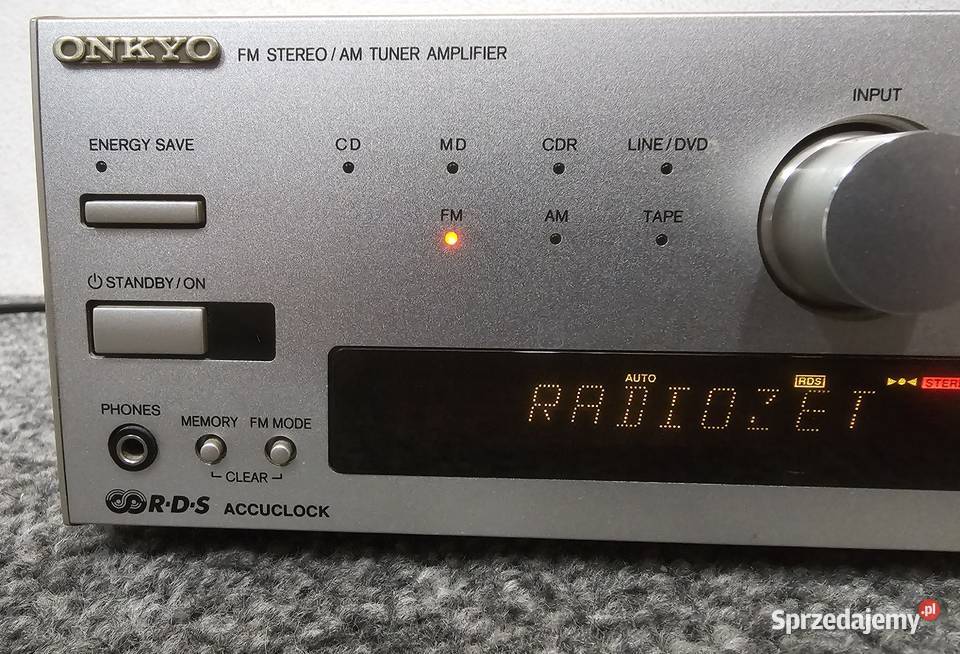 ONKYO FM STEREO / AM TUNER AMPLIFIER
INPUT
ENERGY SAVE CD MD CDR LINE / DVD
FM AM TAPE
STANDBY / ON
AUTO RDS
RADIOZET
PHONES MEMORY FM MODE
CLEAR
R·D·S ACCUCLOCK
Sprzedajemy.pl